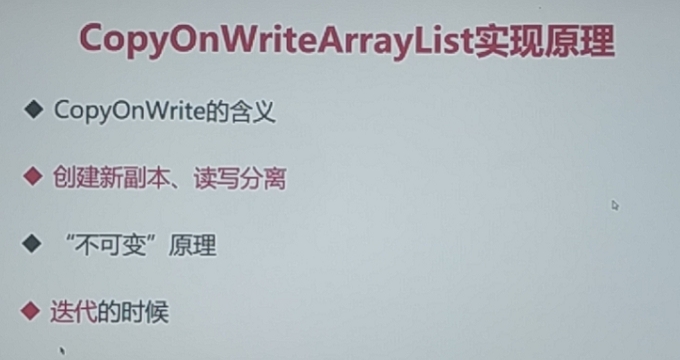 CopyOnWriteArrayList实现原理
CopyOnWrite的含义
创建新副本、读写分离
“不可变”原理
迭代的时候